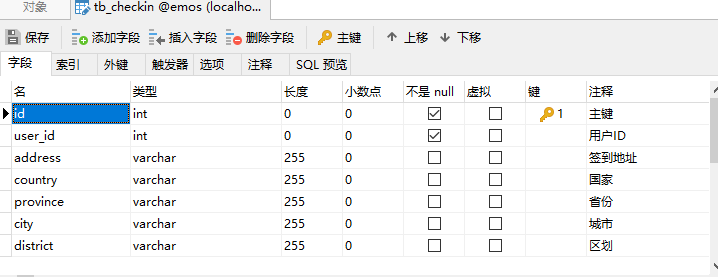 对象 tb_checkin @emos (localho...
保存 添加字段 插入字段 删除字段 主键 上移 下移
字段 索引 外键 触发器 选项 注释 SQL 预览
名 类型 长度 小数点 不是 null 虚拟 键 注释
id int 0 0 1 主键
user_id int 0 0 用户ID
address varchar 255 0 签到地址
country varchar 255 0 国家
province varchar 255 0 省份
city varchar 255 0 城市
district varchar 255 0 区划